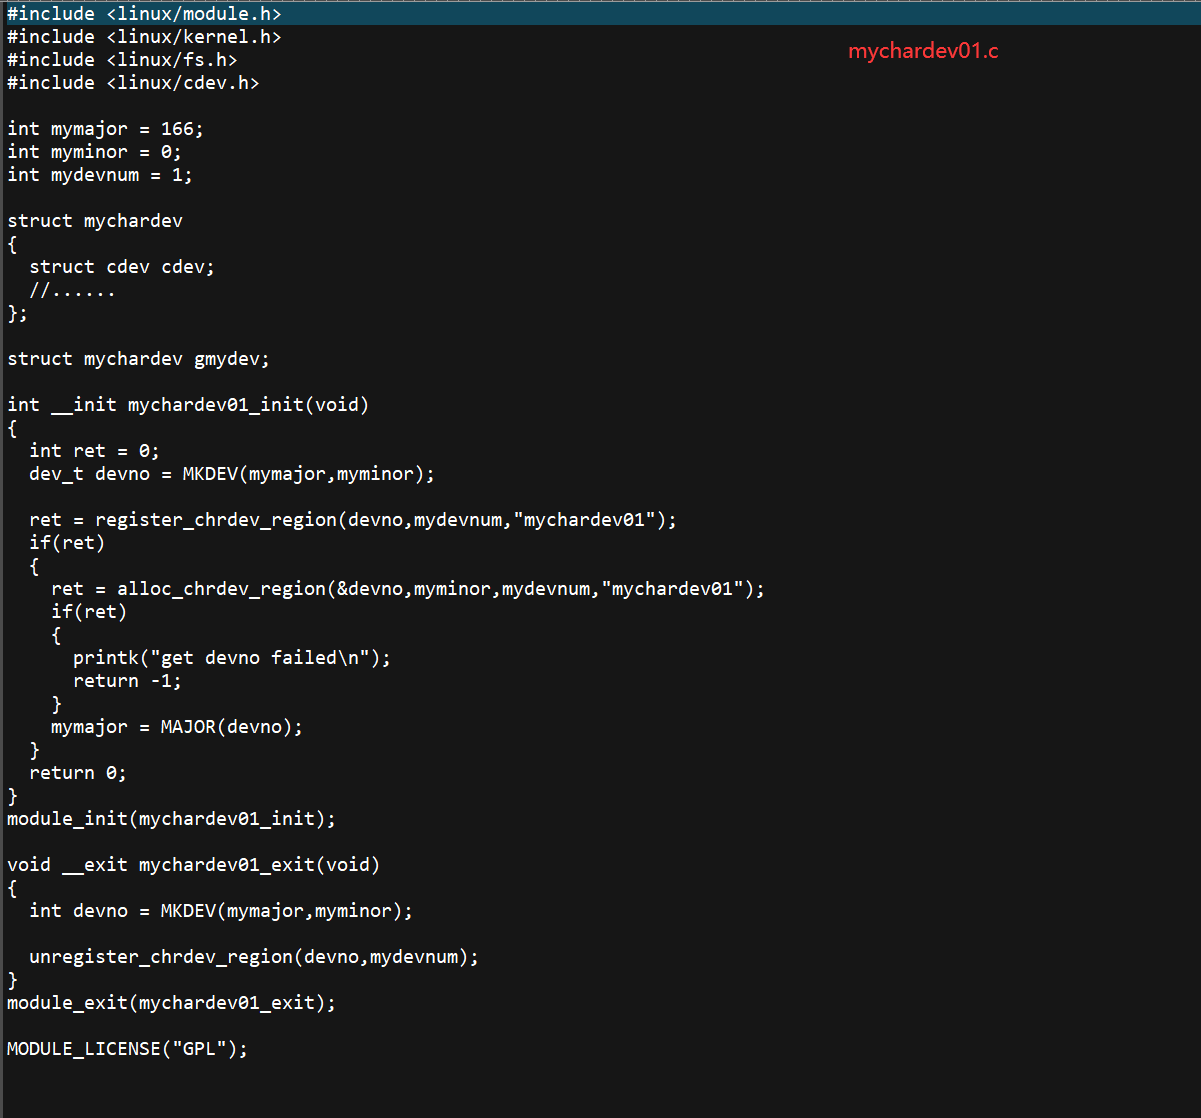 #include <linux/module.h>
#include <linux/kernel.h>
mychardev01.c
#include <linux/fs.h>
#include <linux/cdev.h>
int mymajor = 166;
int myminor = 0;
int mydevnum = 1;
struct mychardev
{
  struct cdev cdev;
  //......
};
struct mychardev gmydev;
int __init mychardev01_init(void)
{
  int ret = 0;
  dev_t devno = MKDEV(mymajor,myminor);
  ret = register_chrdev_region(devno,mydevnum,"mychardev01");
  if(ret)
  {
    ret = alloc_chrdev_region(&devno,myminor,mydevnum,"mychardev01");
    if(ret)
    {
      printk("get devno failed\n");
      return -1;
    }
    mymajor = MAJOR(devno);
  }
  return 0;
}
module_init(mychardev01_init);
void __exit mychardev01_exit(void)
{
  int devno = MKDEV(mymajor,myminor);
  unregister_chrdev_region(devno,mydevnum);
}
module_exit(mychardev01_exit);
MODULE_LICENSE("GPL");